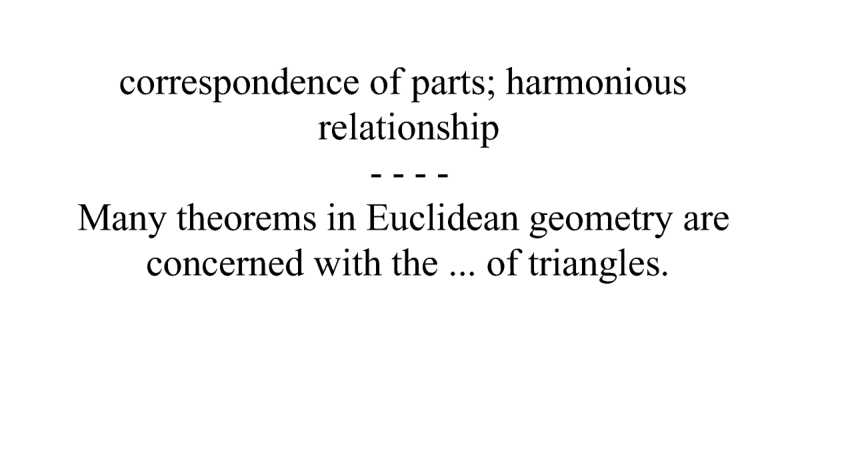 correspondence of parts; harmonious
relationship
- - - -
Many theorems in Euclidean geometry are
concerned with the ... of triangles.